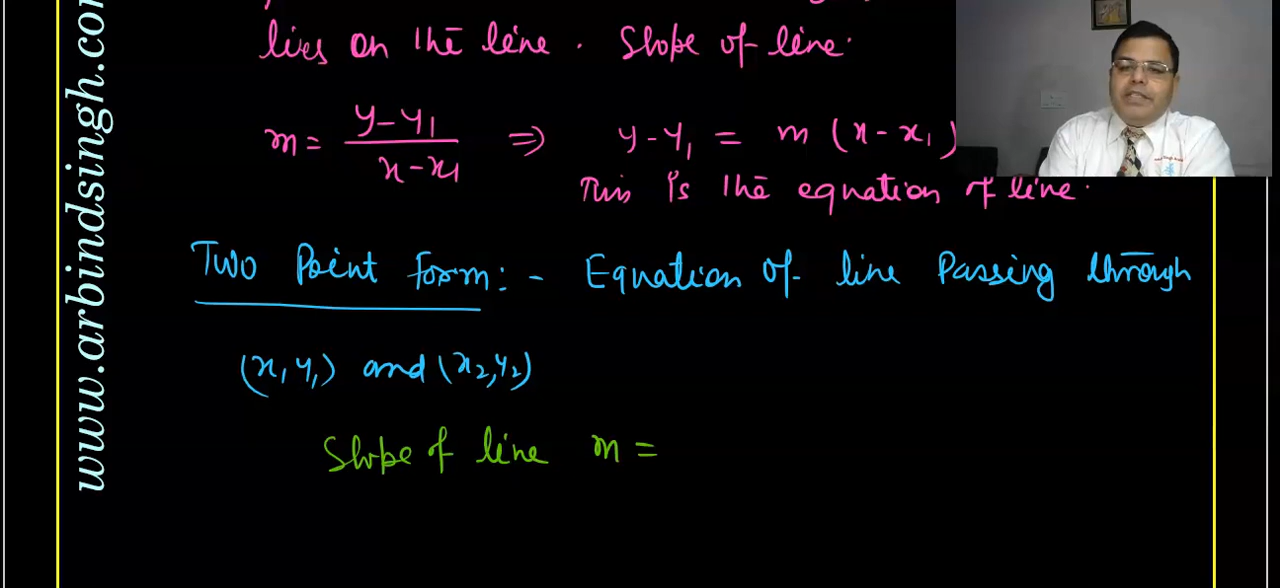 lies on the line. Slope of line.
m = (y-y₁)/(x-x₁) ⇒ y-y₁ = m(x-x₁)
This is the equation of line.
Two Point form:- Equation of line Passing through
(x₁,y₁) and (x₂,y₂)
Slope of line m =
www.arbindsingh.co